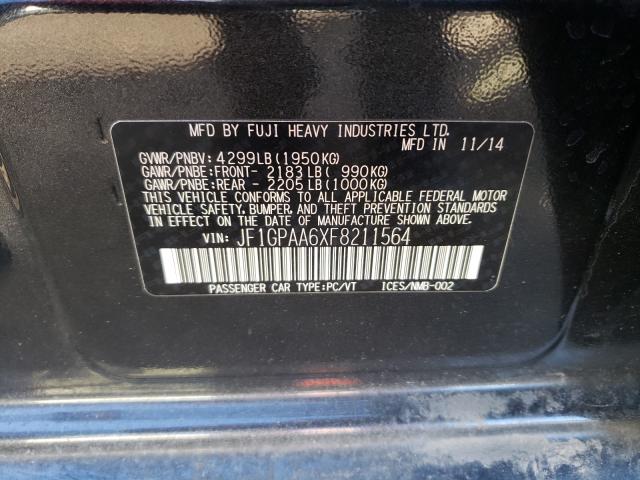 MFD BY FUJI HEAVY INDUSTRIES LTD.
MFD IN 11/14
GVWR/PNBV: 4299LB(1950KG)
GAWR/PNBE:FRONT- 2183LB( 990KG)
GAWR/PNBE:REAR - 2205LB(1000KG)
THIS VEHICLE CONFORMS TO ALL APPLICABLE FEDERAL MOTOR
VEHICLE SAFETY, BUMPER, AND THEFT PREVENTION STANDARDS
IN EFFECT ON THE DATE OF MANUFACTURE SHOWN ABOVE.
VIN: JF1GPAA6XF8211564
PASSENGER CAR TYPE:PC/VT ICES/NMB-002